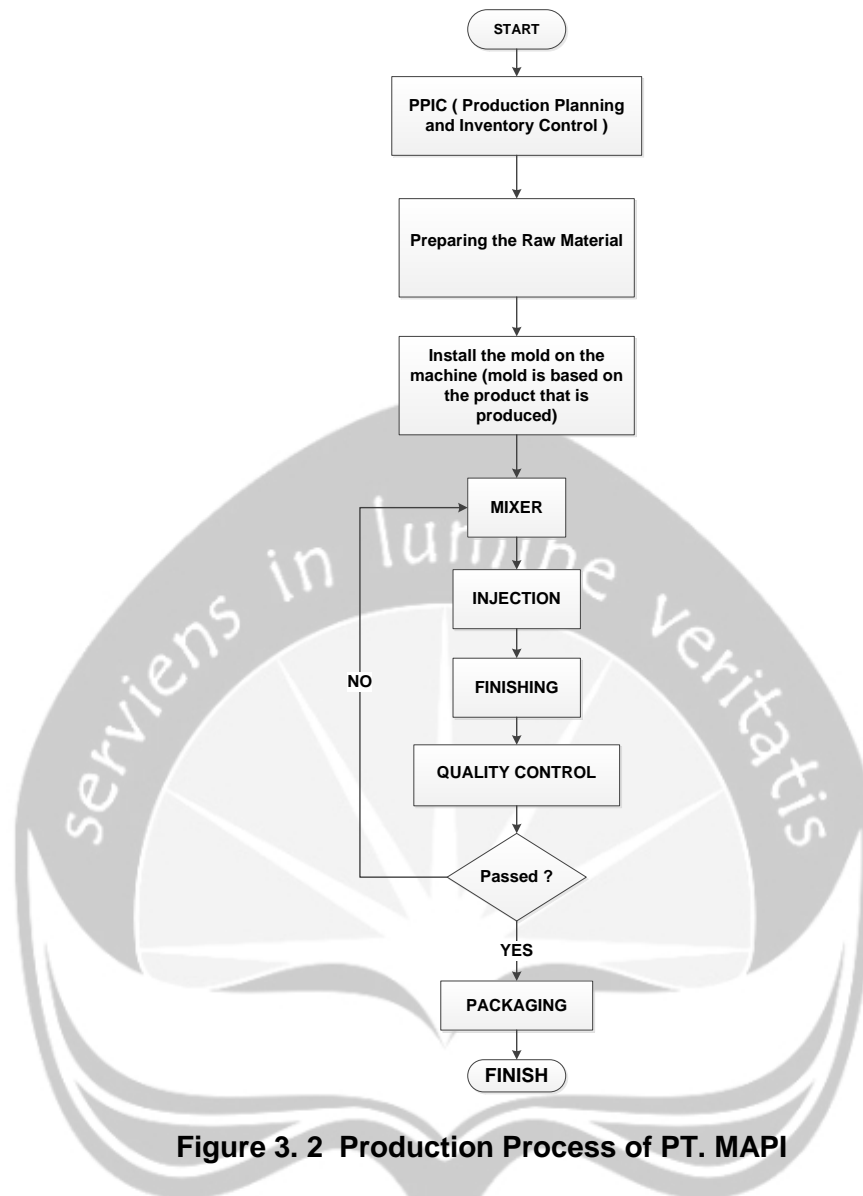 START
PPIC ( Production Planning
and Inventory Control )
Preparing the Raw Material
Install the mold on the
machine (mold is based on
the product that is
produced)
MIXER
INJECTION
FINISHING
QUALITY CONTROL
Passed ?
NO
YES
PACKAGING
FINISH
serviens in lumine veritatis
Figure 3. 2  Production Process of PT. MAPI